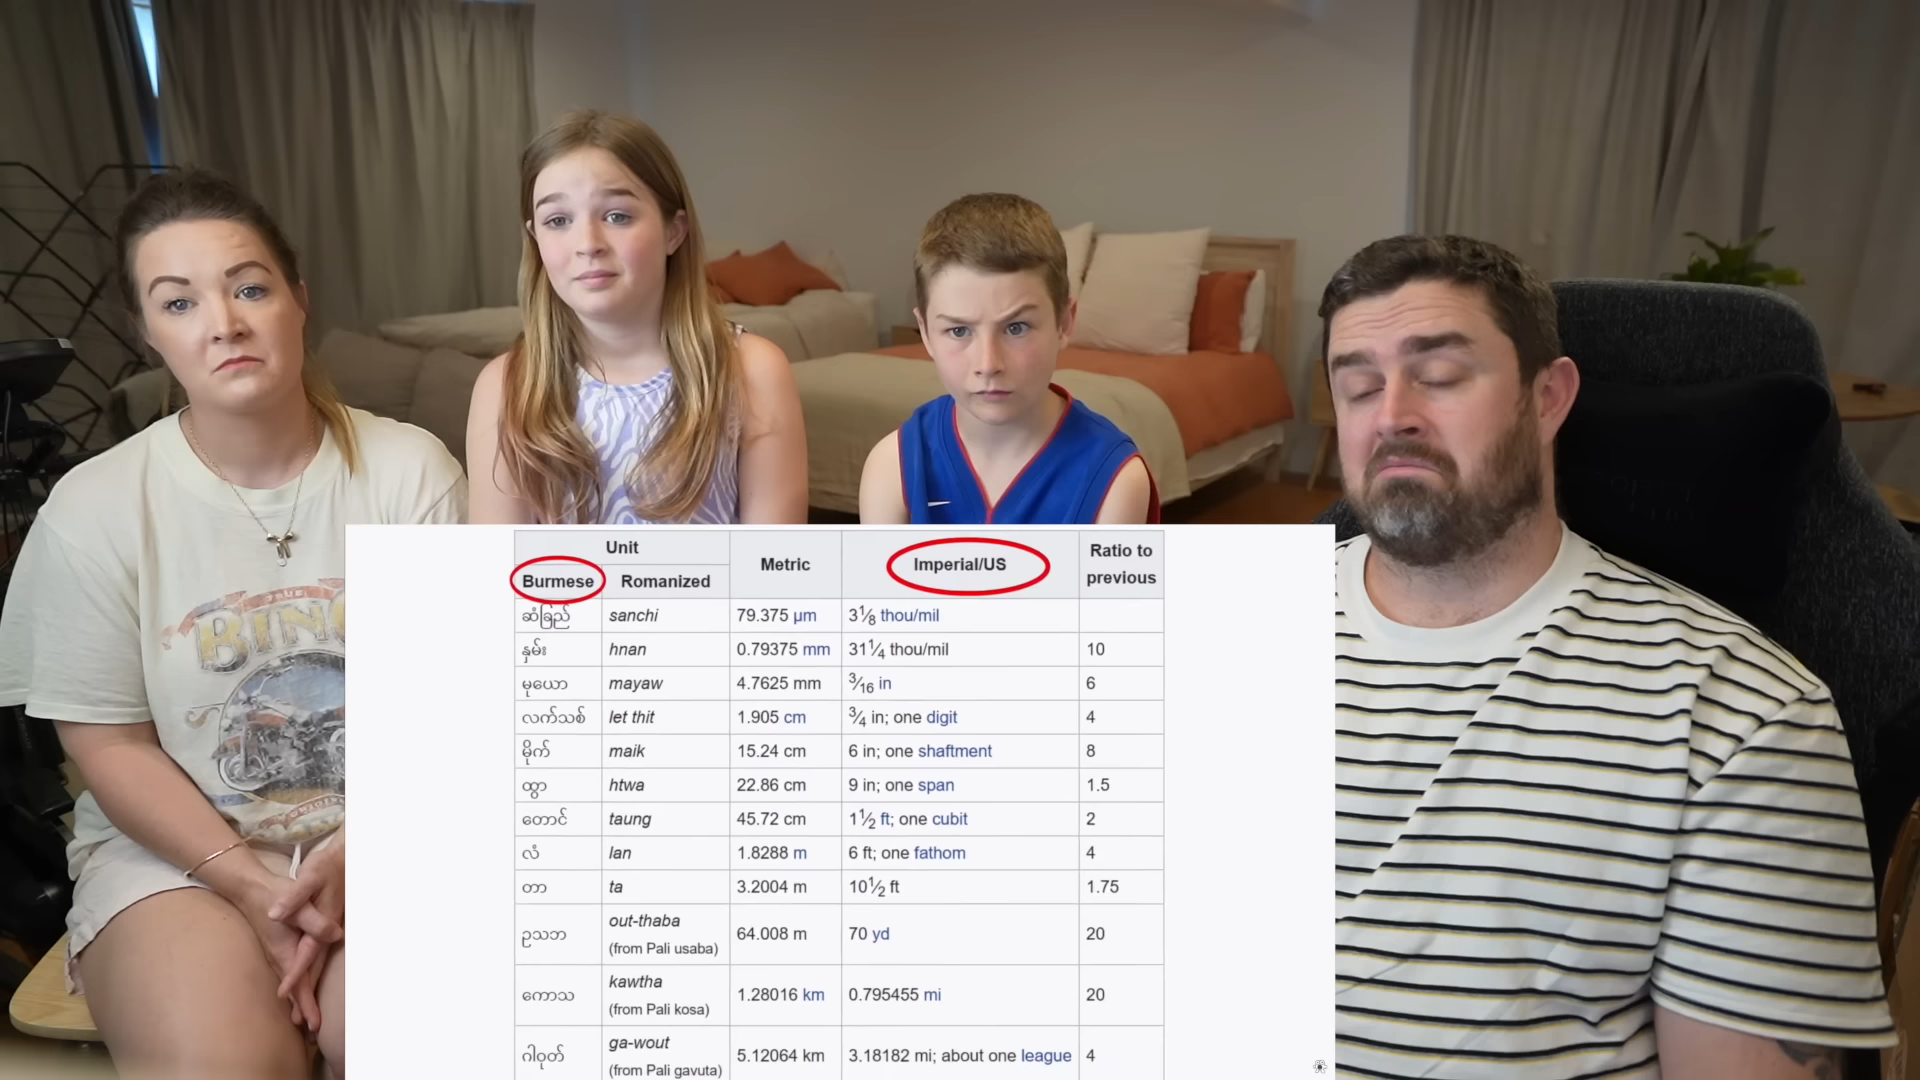 TRUE
BIN
Unit
Metric
Imperial/US
Ratio to
previous
Burmese
Romanized
ဆံခြည် sanchi 79.375 μm 3⅛ thou/mil
နှမ်း hnan 0.79375 mm 31¼ thou/mil 10
မုယော mayaw 4.7625 mm 3⁄16 in 6
လက်သစ် let thit 1.905 cm ¾ in; one digit 4
မိုက် maik 15.24 cm 6 in; one shaftment 8
ထွာ htwa 22.86 cm 9 in; one span 1.5
တောင် taung 45.72 cm 1½ ft; one cubit 2
လံ lan 1.8288 m 6 ft; one fathom 4
တာ ta 3.2004 m 10½ ft 1.75
ဥသဘ out-thaba
(from Pali usaba) 64.008 m 70 yd 20
ကောသ kawtha
(from Pali kosa) 1.28016 km 0.795455 mi 20
ဂါဝုတ် ga-wout
(from Pali gavuta) 5.12064 km 3.18182 mi; about one league 4